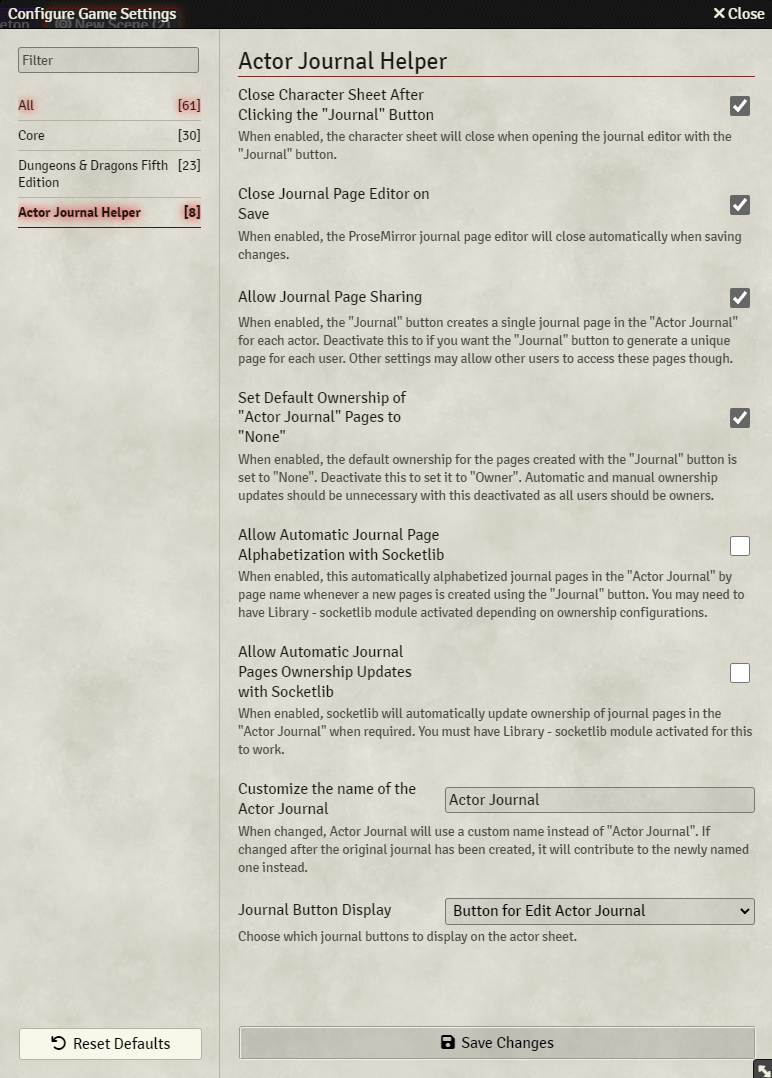 Configure Game Settings
Close
etop
New Scene (2)
Filter
All [61]
Core [30]
Dungeons & Dragons Fifth [23]
Edition
Actor Journal Helper [8]
Reset Defaults
Actor Journal Helper
Close Character Sheet After
Clicking the "Journal" Button
When enabled, the character sheet will close when opening the journal editor with the
"Journal" button.
Close Journal Page Editor on
Save
When enabled, the ProseMirror journal page editor will close automatically when saving
changes.
Allow Journal Page Sharing
When enabled, the "Journal" button creates a single journal page in the "Actor Journal"
for each actor. Deactivate this to if you want the "Journal" button to generate a unique
page for each user. Other settings may allow other users to access these pages though.
Set Default Ownership of
"Actor Journal" Pages to
"None"
When enabled, the default ownership for the pages created with the "Journal" button is
set to "None". Deactivate this to set it to "Owner". Automatic and manual ownership
updates should be unnecessary with this deactivated as all users should be owners.
Allow Automatic Journal Page
Alphabetization with Socketlib
When enabled, this automatically alphabetized journal pages in the "Actor Journal" by
page name whenever a new pages is created using the "Journal" button. You may need to
have Library - socketlib module activated depending on ownership configurations.
Allow Automatic Journal
Pages Ownership Updates
with Socketlib
When enabled, socketlib will automatically update ownership of journal pages in the
"Actor Journal" when required. You must have Library - socketlib module activated for this
to work.
Customize the name of the
Actor Journal
Actor Journal
When changed, Actor Journal will use a custom name instead of "Actor Journal". If
changed after the original journal has been created, it will contribute to the newly named
one instead.
Journal Button Display
Button for Edit Actor Journal
Choose which journal buttons to display on the actor sheet.
Save Changes